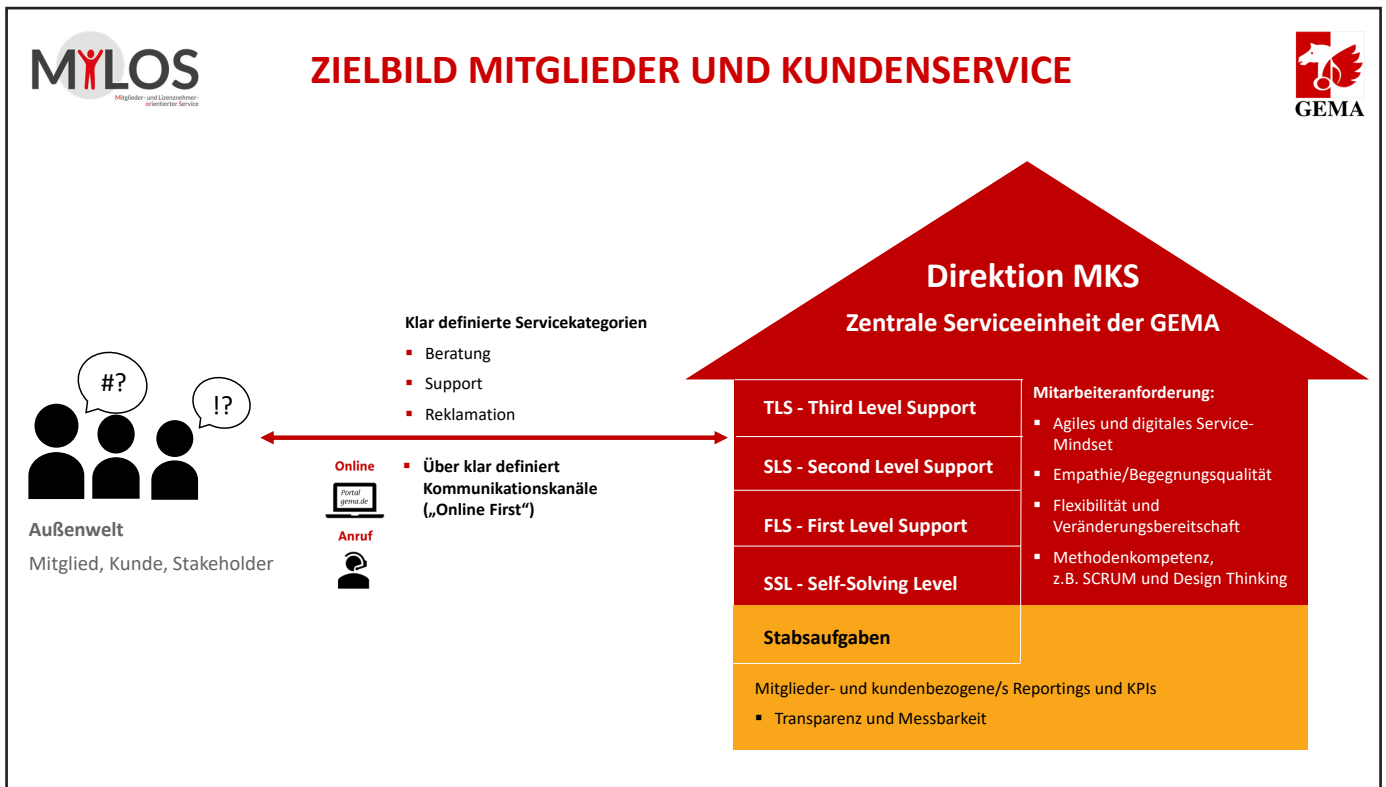 MYLOS
Mitglieder- und Lizenznehmer-
orientierter Service
ZIELBILD MITGLIEDER UND KUNDENSERVICE
GEMA
#?
!?
Außenwelt
Mitglied, Kunde, Stakeholder
Klar definierte Servicekategorien
▪ Beratung
▪ Support
▪ Reklamation
Online
Portal
gema.de
Anruf
▪ Über klar definiert
Kommunikationskanäle
(„Online First“)
Direktion MKS
Zentrale Serviceeinheit der GEMA
TLS - Third Level Support
SLS - Second Level Support
FLS - First Level Support
SSL - Self-Solving Level
Mitarbeiteranforderung:
▪ Agiles und digitales Service-
Mindset
▪ Empathie/Begegnungsqualität
▪ Flexibilität und
Veränderungsbereitschaft
▪ Methodenkompetenz,
z.B. SCRUM und Design Thinking
Stabsaufgaben
Mitglieder- und kundenbezogene/s Reportings und KPIs
▪ Transparenz und Messbarkeit